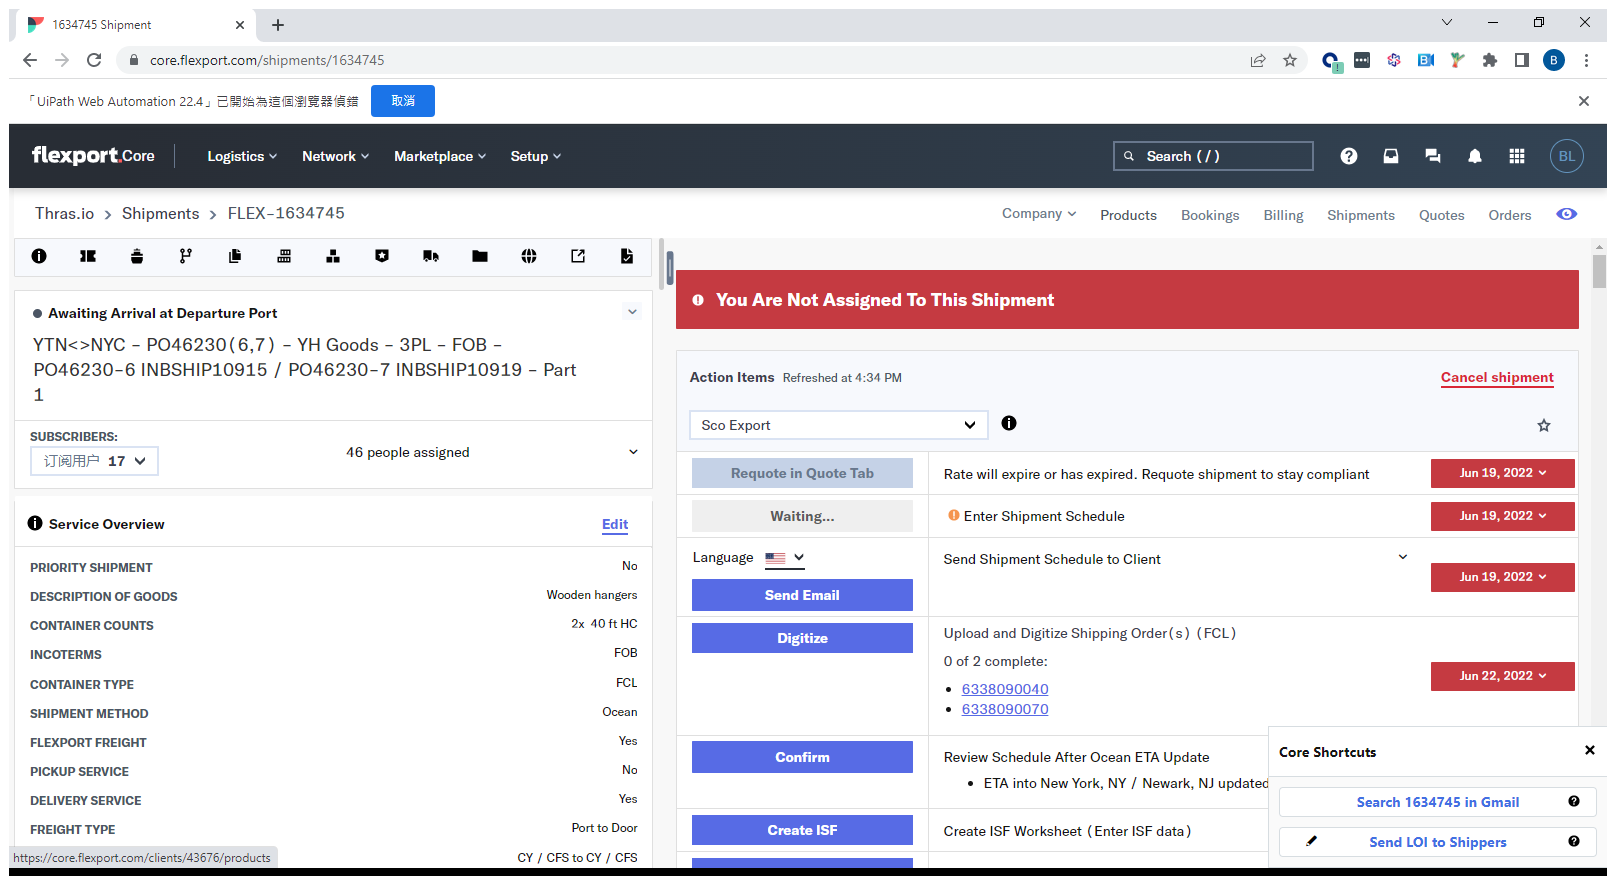 1634745 Shipment
core.flexport.com/shipments/1634745
「UiPath Web Automation 22.4」已開始為這個瀏覽器偵錯
取消
flexport.Core
Logistics
Network
Marketplace
Setup
Search (/)
BL
Thras.io > Shipments > FLEX-1634745
Company
Products
Bookings
Billing
Shipments
Quotes
Orders
Awaiting Arrival at Departure Port
YTN<>NYC - PO46230(6,7) - YH Goods - 3PL - FOB -
PO46230-6 INBSHIP10915 / PO46230-7 INBSHIP10919 - Part
1
SUBSCRIBERS:
订阅用户 17
46 people assigned
Service Overview
Edit
PRIORITY SHIPMENT No
DESCRIPTION OF GOODS Wooden hangers
CONTAINER COUNTS 2x 40 ft HC
INCOTERMS FOB
CONTAINER TYPE FCL
SHIPMENT METHOD Ocean
FLEXPORT FREIGHT Yes
PICKUP SERVICE No
DELIVERY SERVICE Yes
FREIGHT TYPE Port to Door
CY / CFS to CY / CFS
https://core.flexport.com/clients/43676/products
You Are Not Assigned To This Shipment
Action Items Refreshed at 4:34 PM
Cancel shipment
Sco Export
Requote in Quote Tab
Rate will expire or has expired. Requote shipment to stay compliant
Jun 19, 2022
Waiting...
Enter Shipment Schedule
Jun 19, 2022
Language
Send Email
Send Shipment Schedule to Client
Jun 19, 2022
Digitize
Upload and Digitize Shipping Order(s) (FCL)
0 of 2 complete:
6338090040
6338090070
Jun 22, 2022
Confirm
Review Schedule After Ocean ETA Update
ETA into New York, NY / Newark, NJ updated
Create ISF
Create ISF Worksheet (Enter ISF data)
Core Shortcuts
Search 1634745 in Gmail
Send LOI to Shippers